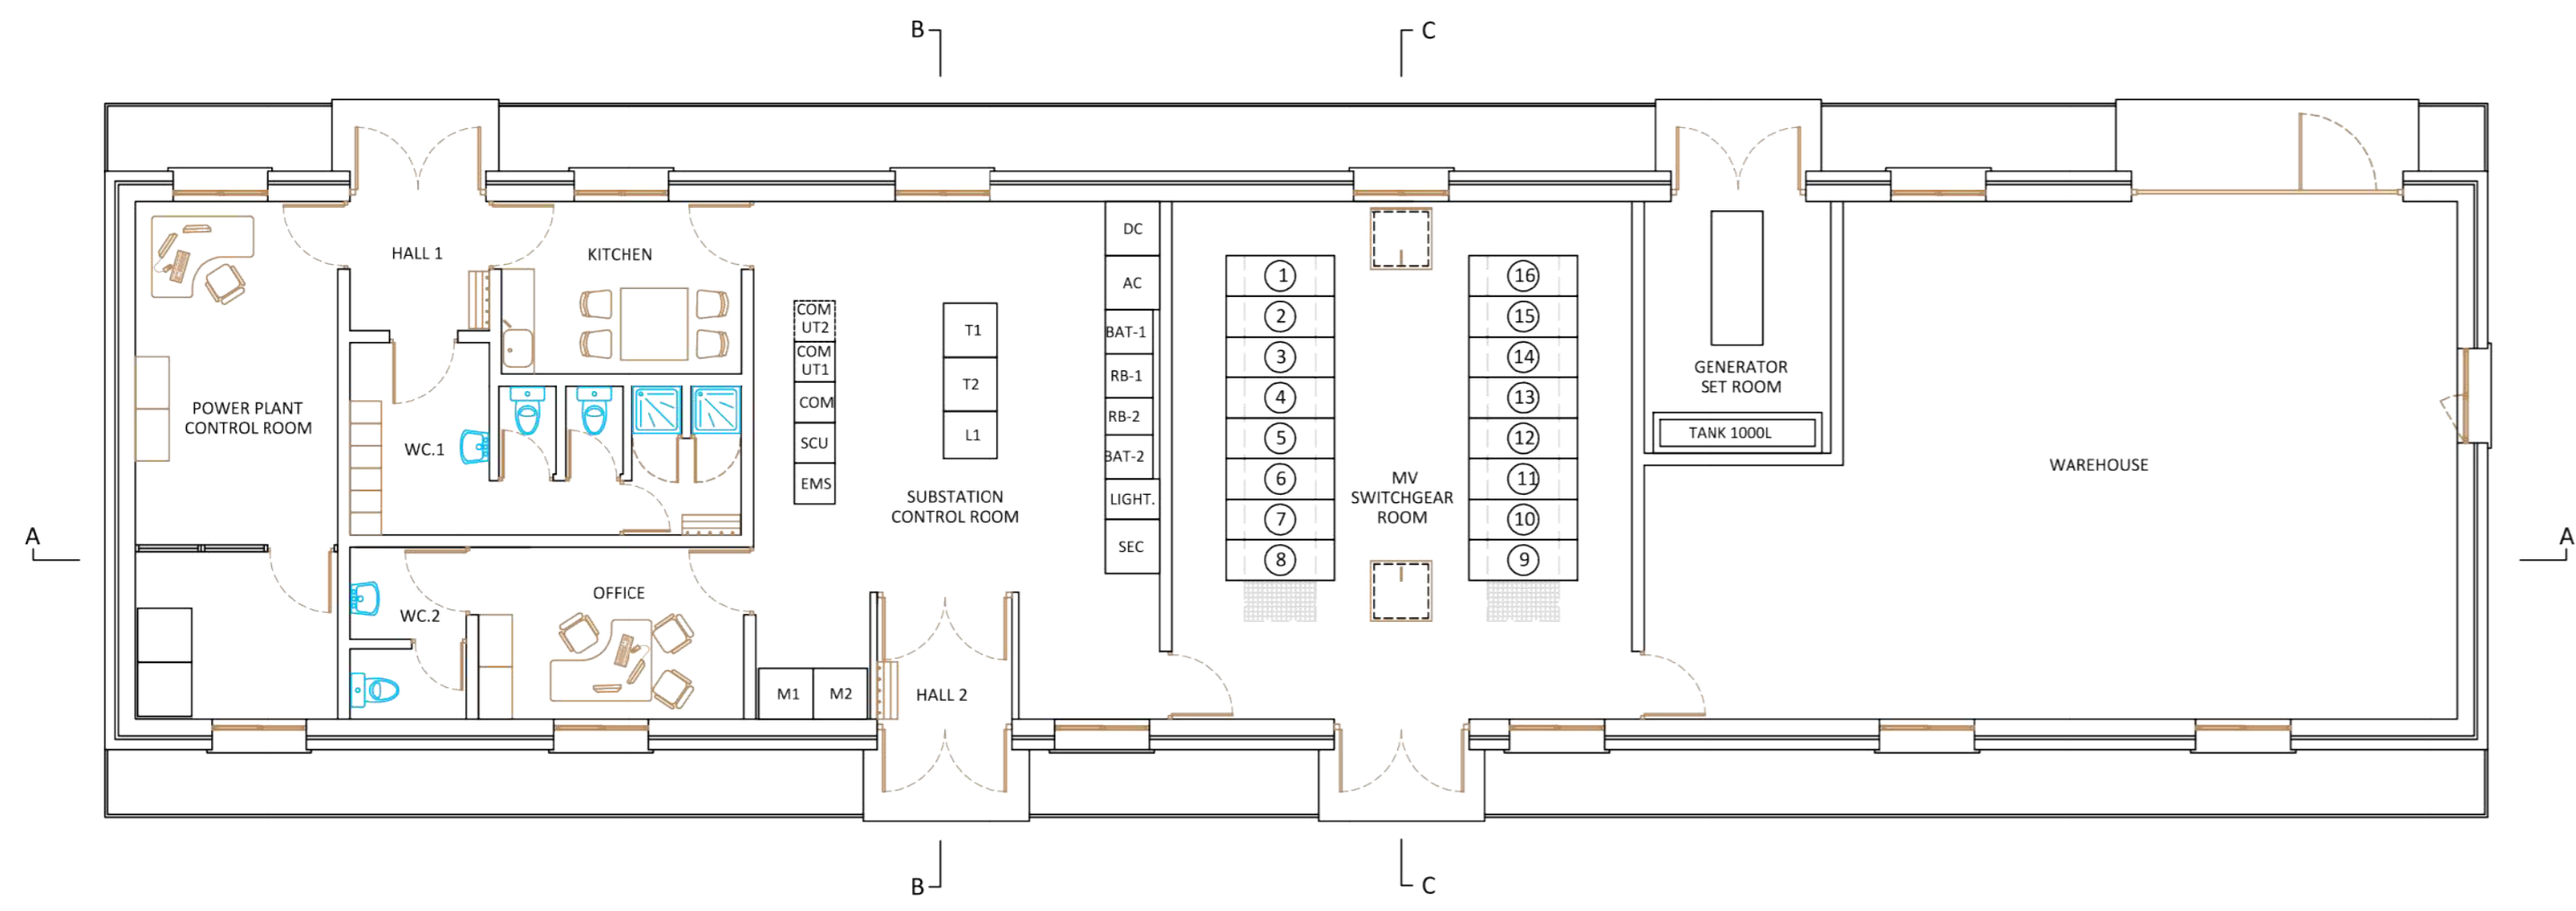 B
C
HALL 1
KITCHEN
POWER PLANT
CONTROL ROOM
WC.1
WC.2
OFFICE
COM
UT2
COM
UT1
COM
SCU
EMS
T1
T2
L1
SUBSTATION
CONTROL ROOM
M1
M2
HALL 2
DC
AC
BAT-1
RB-1
RB-2
BAT-2
LIGHT.
SEC
1
2
3
4
5
6
7
8
MV
SWITCHGEAR
ROOM
16
15
14
13
12
11
10
9
GENERATOR
SET ROOM
TANK 1000L
WAREHOUSE
A
A
B
C